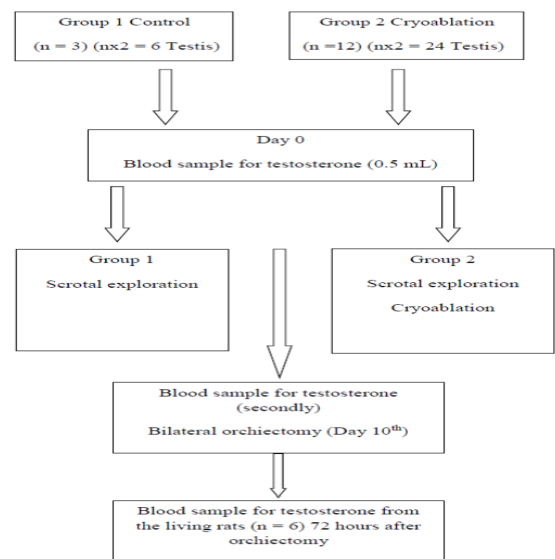 Group 1 Control
(n = 3) (nx2 = 6 Testis)
Group 2 Cryoablation
(n =12) (nx2 = 24 Testis)
Day 0
Blood sample for testosterone (0.5 mL)
Group 1
Scrotal exploration
Group 2
Scrotal exploration
Cryoablation
Blood sample for testosterone
(secondly)
Bilateral orchiectomy (Day 10th)
Blood sample for testosterone from
the living rats (n = 6) 72 hours after
orchiectomy